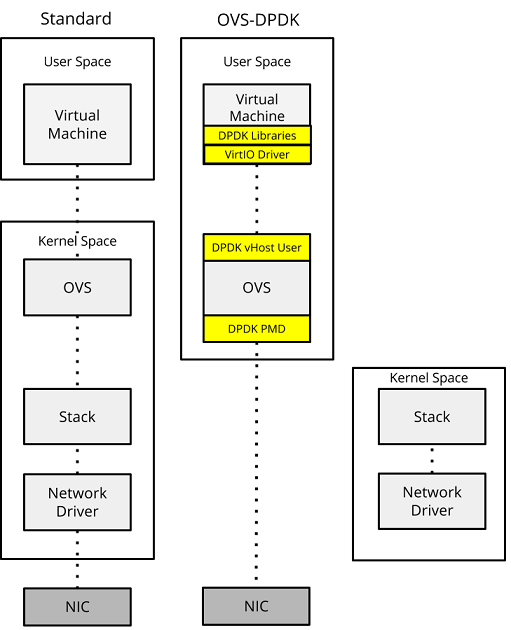 Standard
User Space
Virtual
Machine
Kernel Space
OVS
Stack
Network
Driver
NIC
OVS-DPDK
User Space
Virtual
Machine
DPDK Libraries
VirtIO Driver
DPDK vHost User
OVS
DPDK PMD
NIC
Kernel Space
Stack
Network
Driver